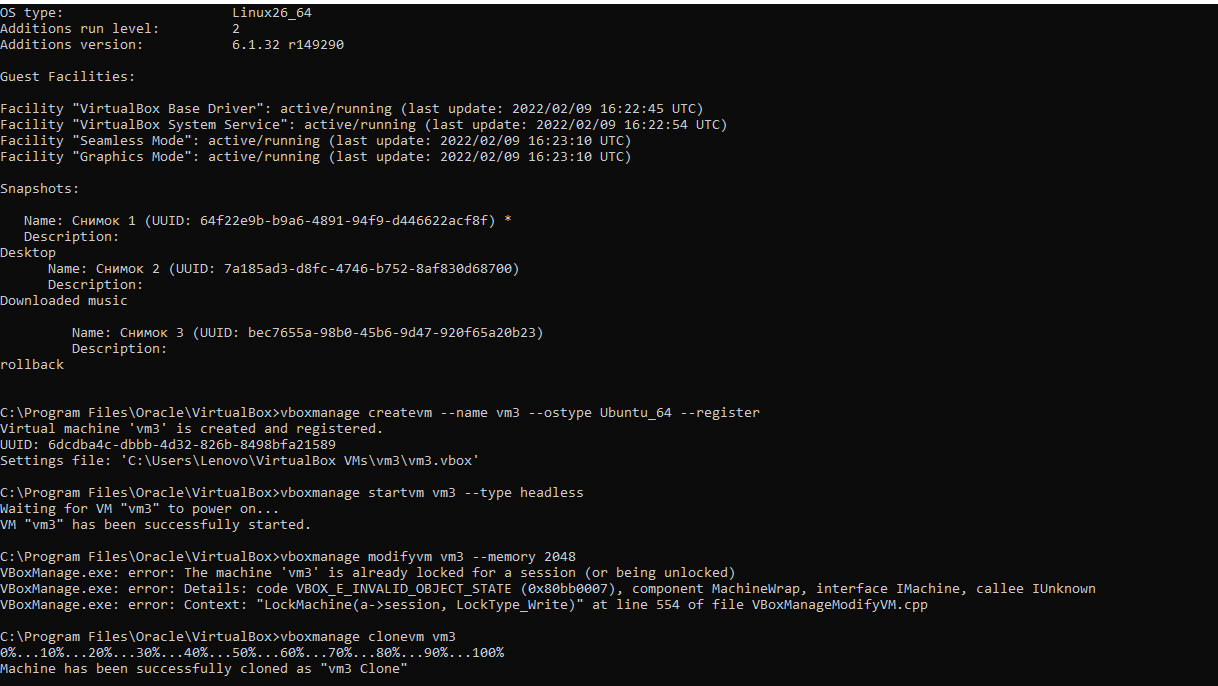 OS type:                     Linux26_64
Additions run level:         2
Additions version:           6.1.32 r149290
Guest Facilities:
Facility "VirtualBox Base Driver": active/running (last update: 2022/02/09 16:22:45 UTC)
Facility "VirtualBox System Service": active/running (last update: 2022/02/09 16:22:54 UTC)
Facility "Seamless Mode": active/running (last update: 2022/02/09 16:23:10 UTC)
Facility "Graphics Mode": active/running (last update: 2022/02/09 16:23:10 UTC)
Snapshots:
   Name: Снимок 1 (UUID: 64f22e9b-b9a6-4891-94f9-d446622acf8f) *
   Description:
Desktop
      Name: Снимок 2 (UUID: 7a185ad3-d8fc-4746-b752-8af830d68700)
      Description:
Downloaded music
         Name: Снимок 3 (UUID: bec7655a-98b0-45b6-9d47-920f65a20b23)
         Description:
rollback
C:\Program Files\Oracle\VirtualBox>vboxmanage createvm --name vm3 --ostype Ubuntu_64 --register
Virtual machine 'vm3' is created and registered.
UUID: 6dcdba4c-dbbb-4d32-826b-8498bfa21589
Settings file: 'C:\Users\Lenovo\VirtualBox VMs\vm3\vm3.vbox'
C:\Program Files\Oracle\VirtualBox>vboxmanage startvm vm3 --type headless
Waiting for VM "vm3" to power on...
VM "vm3" has been successfully started.
C:\Program Files\Oracle\VirtualBox>vboxmanage modifyvm vm3 --memory 2048
VBoxManage.exe: error: The machine 'vm3' is already locked for a session (or being unlocked)
VBoxManage.exe: error: Details: code VBOX_E_INVALID_OBJECT_STATE (0x80bb0007), component MachineWrap, interface IMachine, callee IUnknown
VBoxManage.exe: error: Context: "LockMachine(a->session, LockType_Write)" at line 554 of file VBoxManageModifyVM.cpp
C:\Program Files\Oracle\VirtualBox>vboxmanage clonevm vm3
0%...10%...20%...30%...40%...50%...60%...70%...80%...90%...100%
Machine has been successfully cloned as "vm3 Clone"